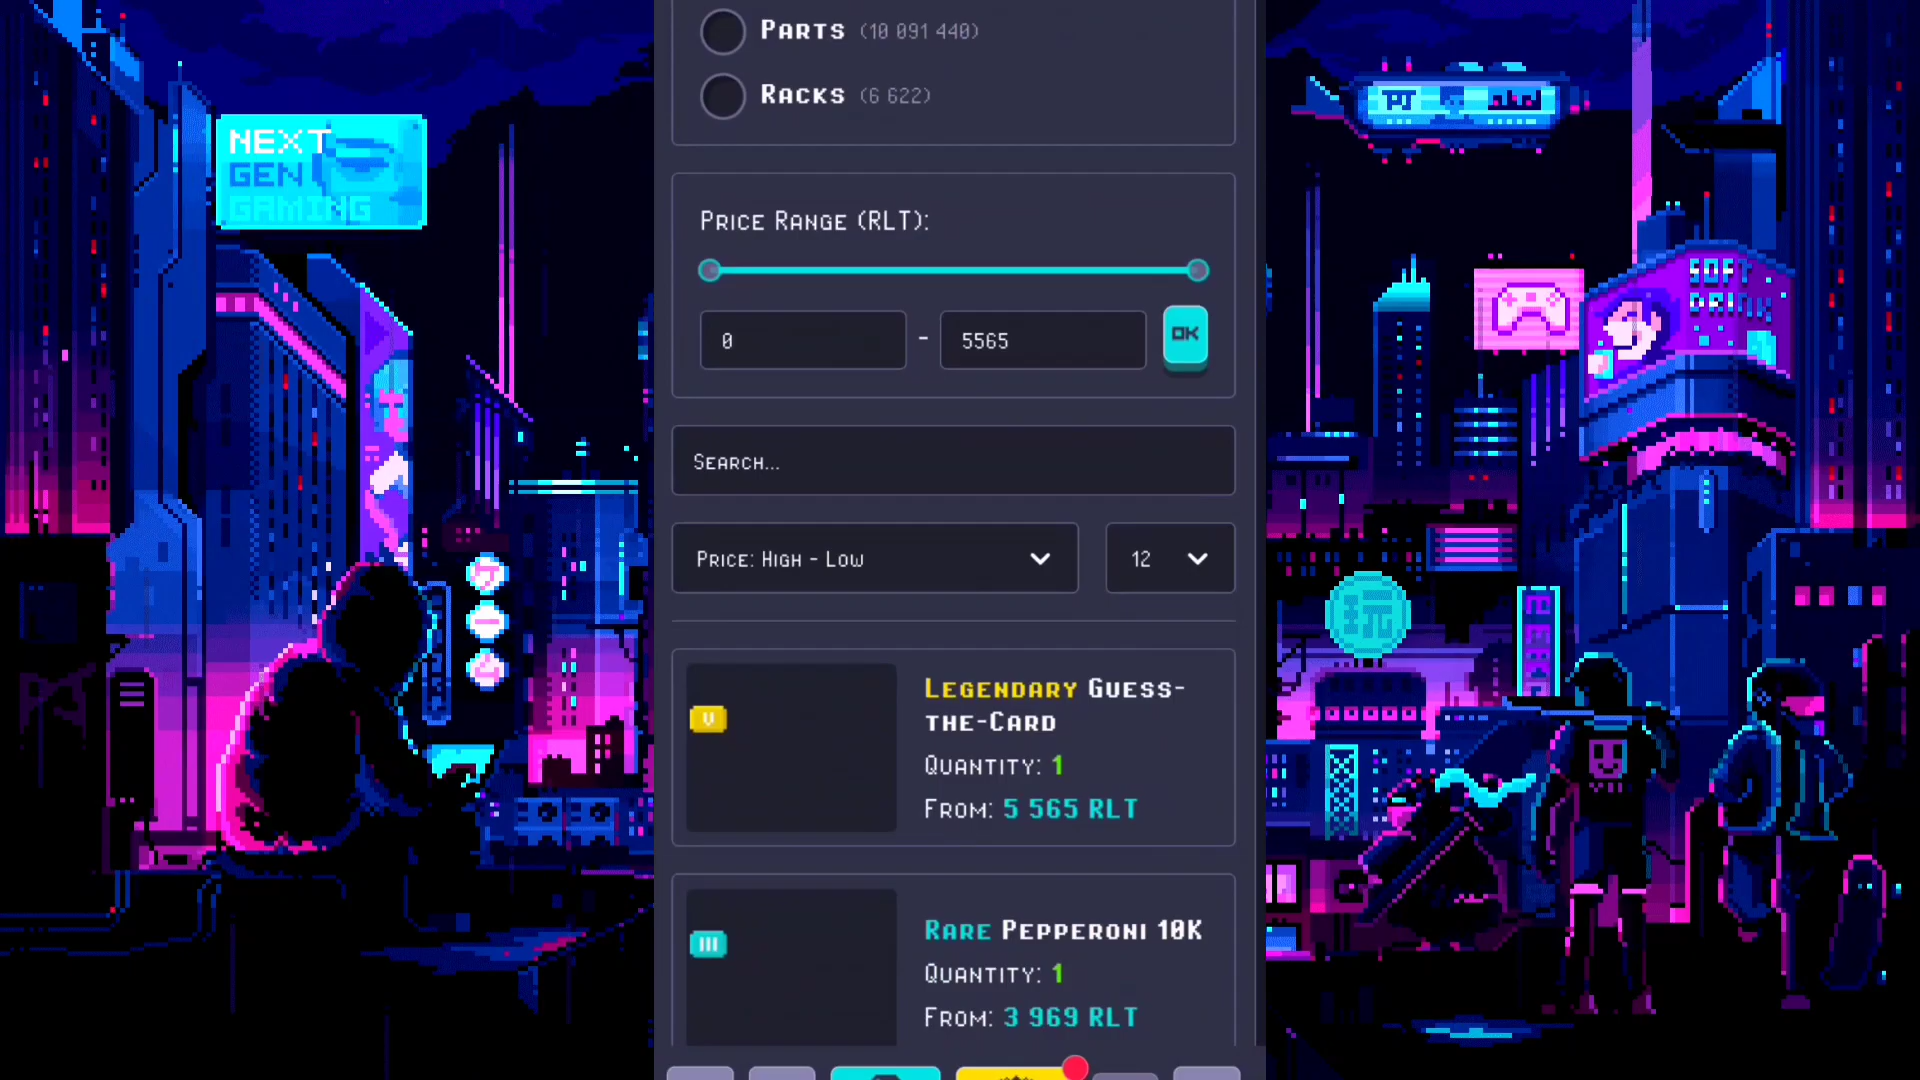 NEXT
GEN
GAMING
Parts (10 091 440)
Racks (6 622)
Price Range (RLT):
0 - 5565 OK
Search...
Price: High - Low 12
V
Legendary Guess-
the-Card
Quantity: 1
From: 5 565 RLT
III
Rare Pepperoni 10K
Quantity: 1
From: 3 969 RLT
玩